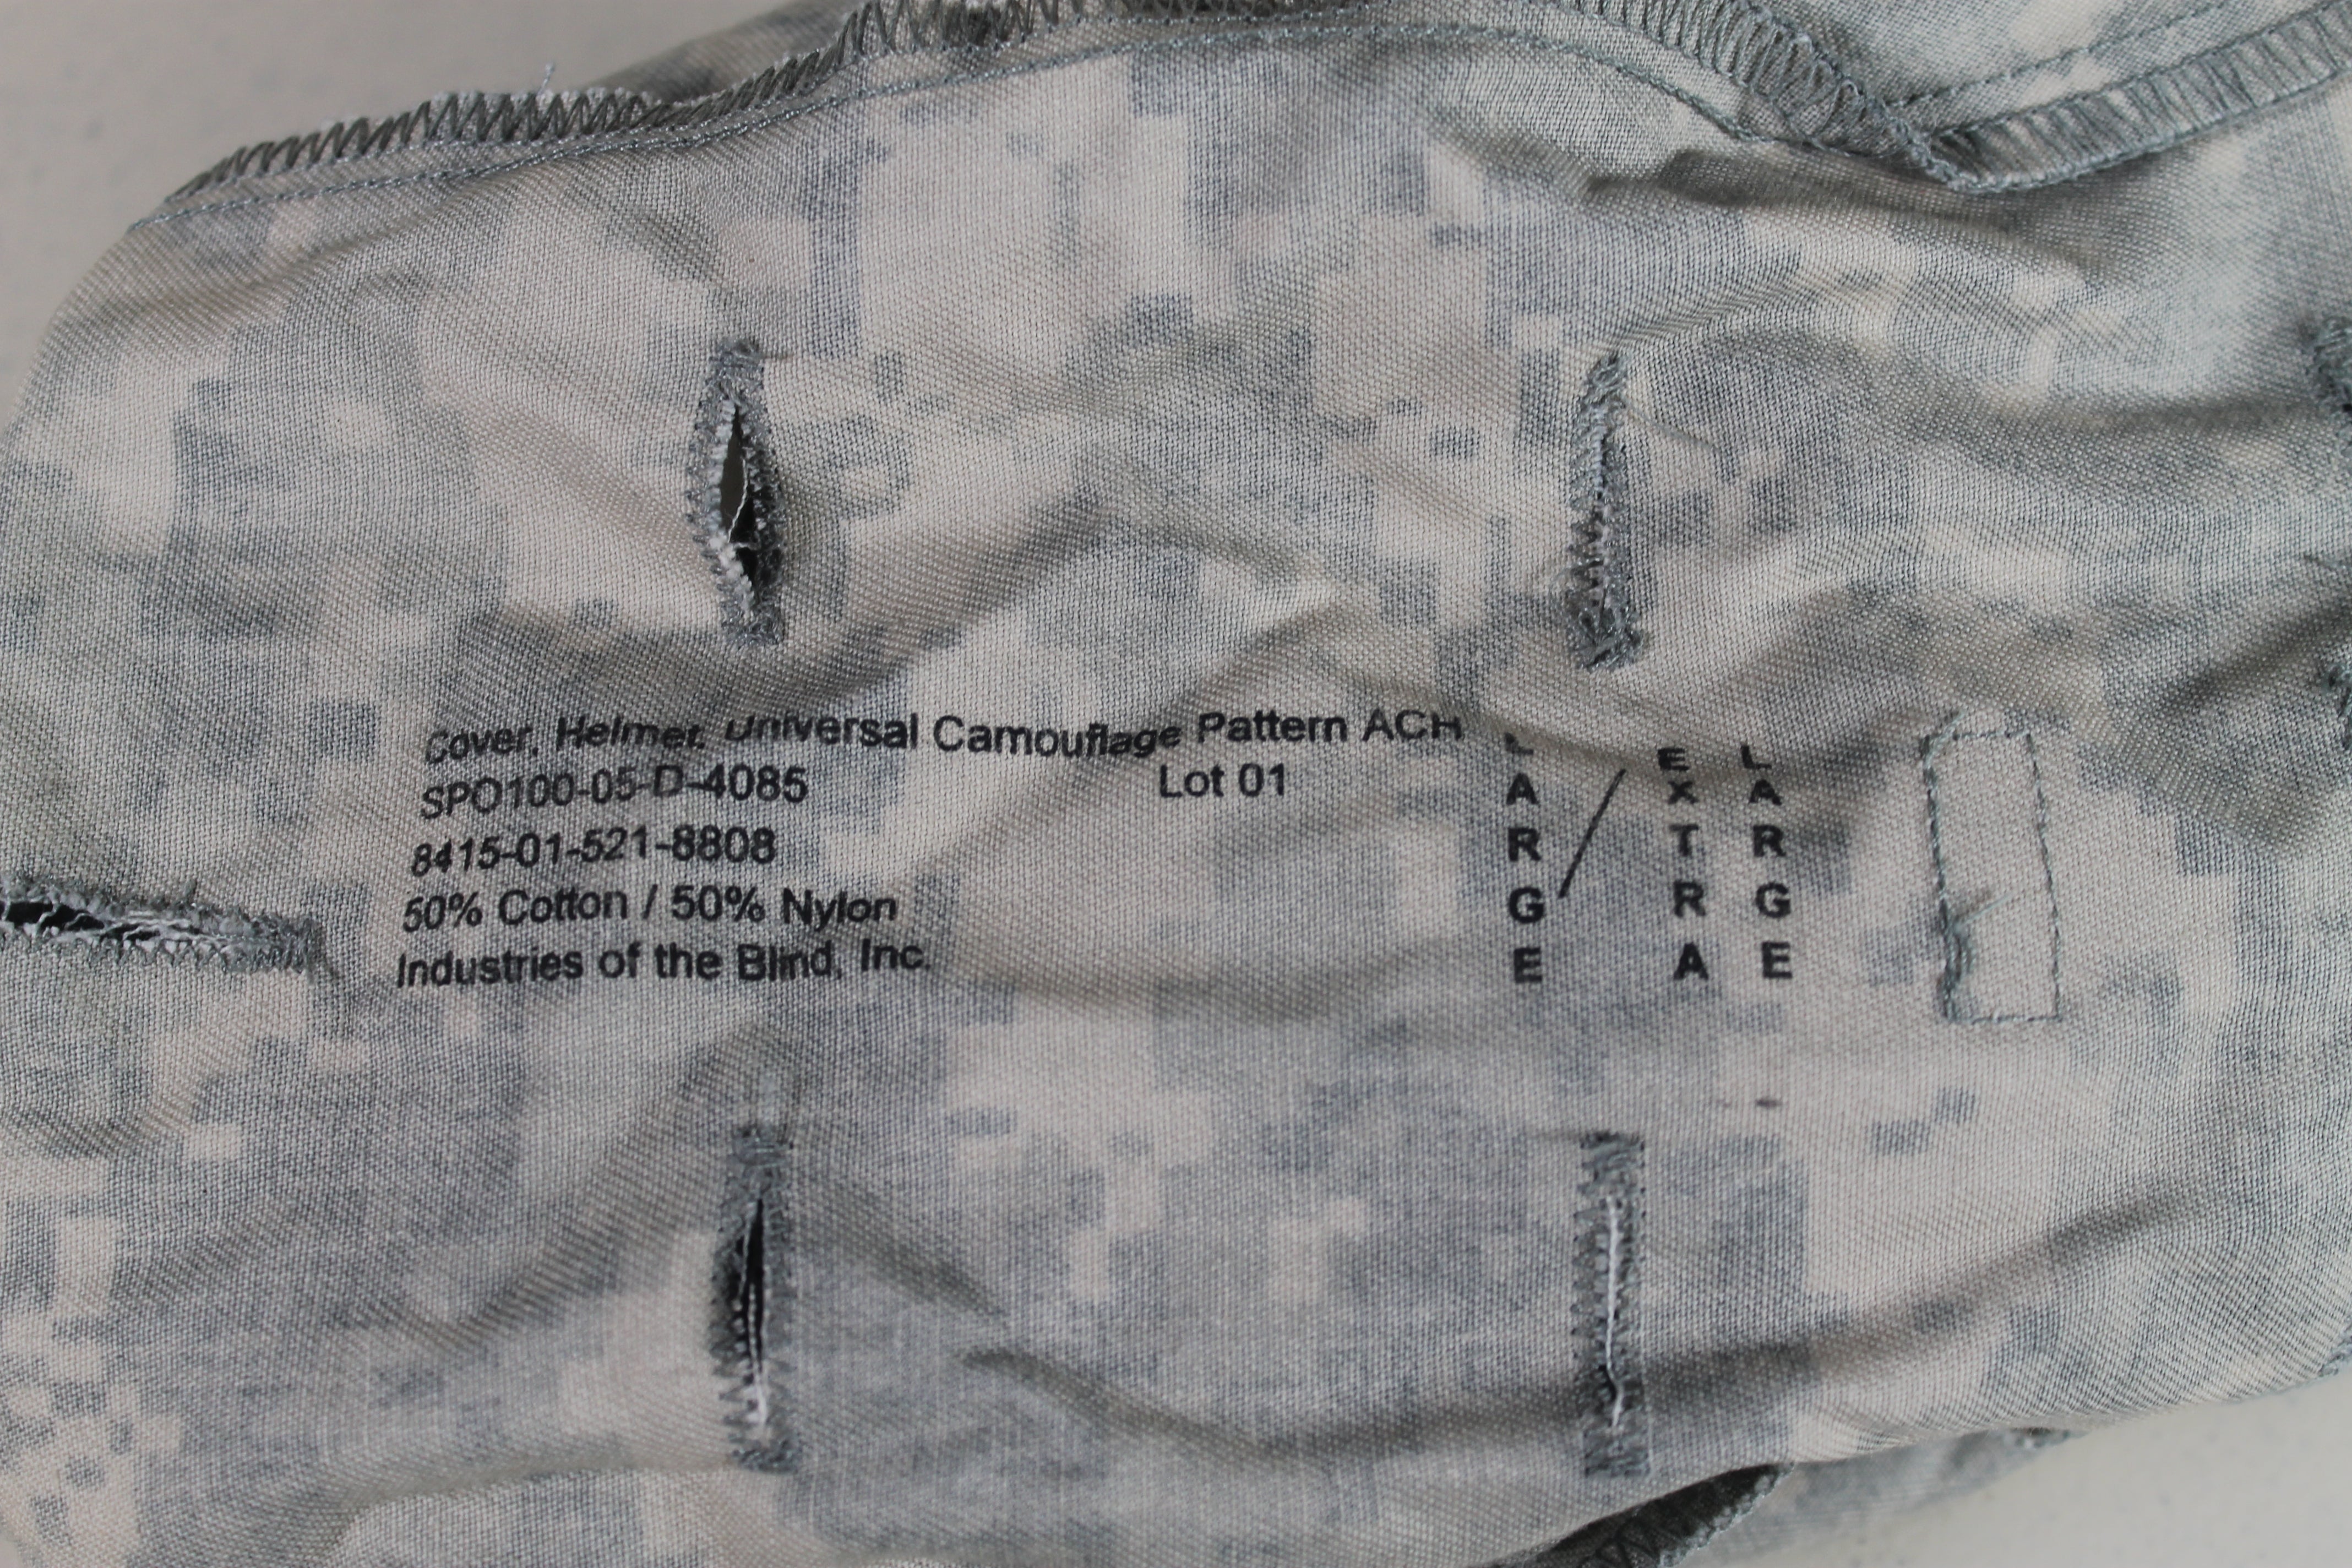 Cover, Helmet, Universal Camouflage Pattern ACH
SPO100-05-D-4085 Lot 01
8415-01-521-8808
50% Cotton / 50% Nylon
Industries of the Blind, Inc.
LARGE /
EXTRA
LARGE